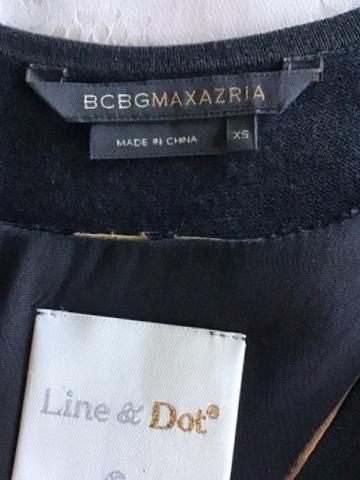 BCBGMAXAZRIA
MADE IN CHINA
XS
Line & Dot®